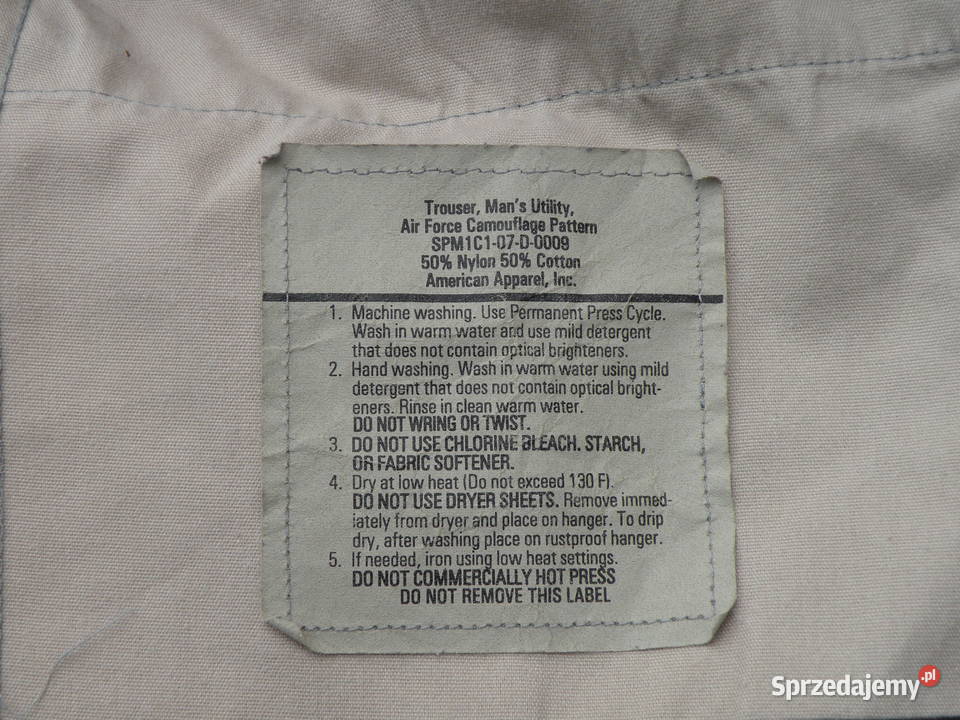 Trouser, Man's Utility,
Air Force Camouflage Pattern
SPM1C1-07-D-0009
50% Nylon 50% Cotton
American Apparel, Inc.
1. Machine washing. Use Permanent Press Cycle.
Wash in warm water and use mild detergent
that does not contain optical brighteners.
2. Hand washing. Wash in warm water using mild
detergent that does not contain optical bright-
eners. Rinse in clean warm water.
DO NOT WRING OR TWIST.
3. DO NOT USE CHLORINE BLEACH. STARCH,
OR FABRIC SOFTENER.
4. Dry at low heat (Do not exceed 130 F).
DO NOT USE DRYER SHEETS. Remove immed-
iately from dryer and place on hanger. To drip
dry, after washing place on rustproof hanger.
5. If needed, iron using low heat settings.
DO NOT COMMERCIALLY HOT PRESS
DO NOT REMOVE THIS LABEL
Sprzedajemy.pl